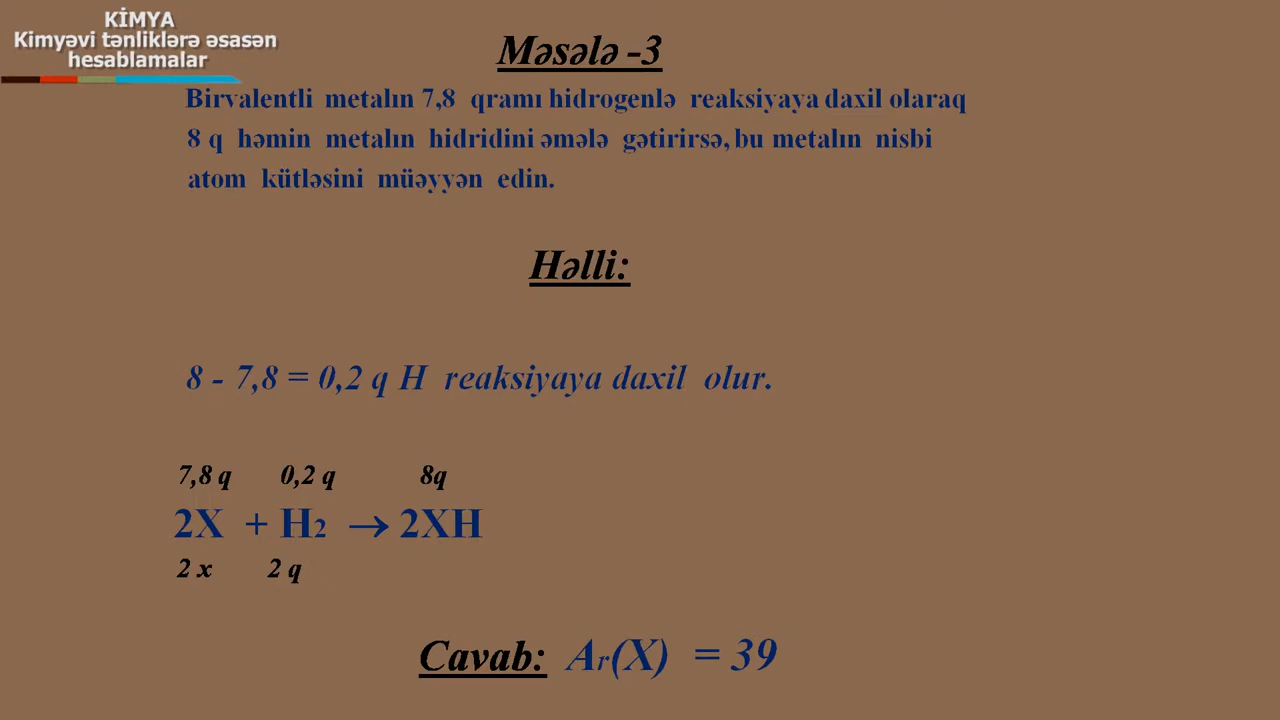 KİMYA
Kimyəvi tənliklərə əsasən
hesablamalar
Məsələ -3
Birvalentli metalın 7,8 qramı hidrogenlə reaksiyaya daxil olaraq
8 q həmin metalın hidridini əmələ gətirirsə, bu metalın nisbi
atom kütləsini müəyyən edin.
Həlli:
8 - 7,8 = 0,2 q H reaksiyaya daxil olur.
7,8 q 0,2 q 8q
2X + H2 → 2XH
2 x 2 q
Cavab: Ar(X) = 39